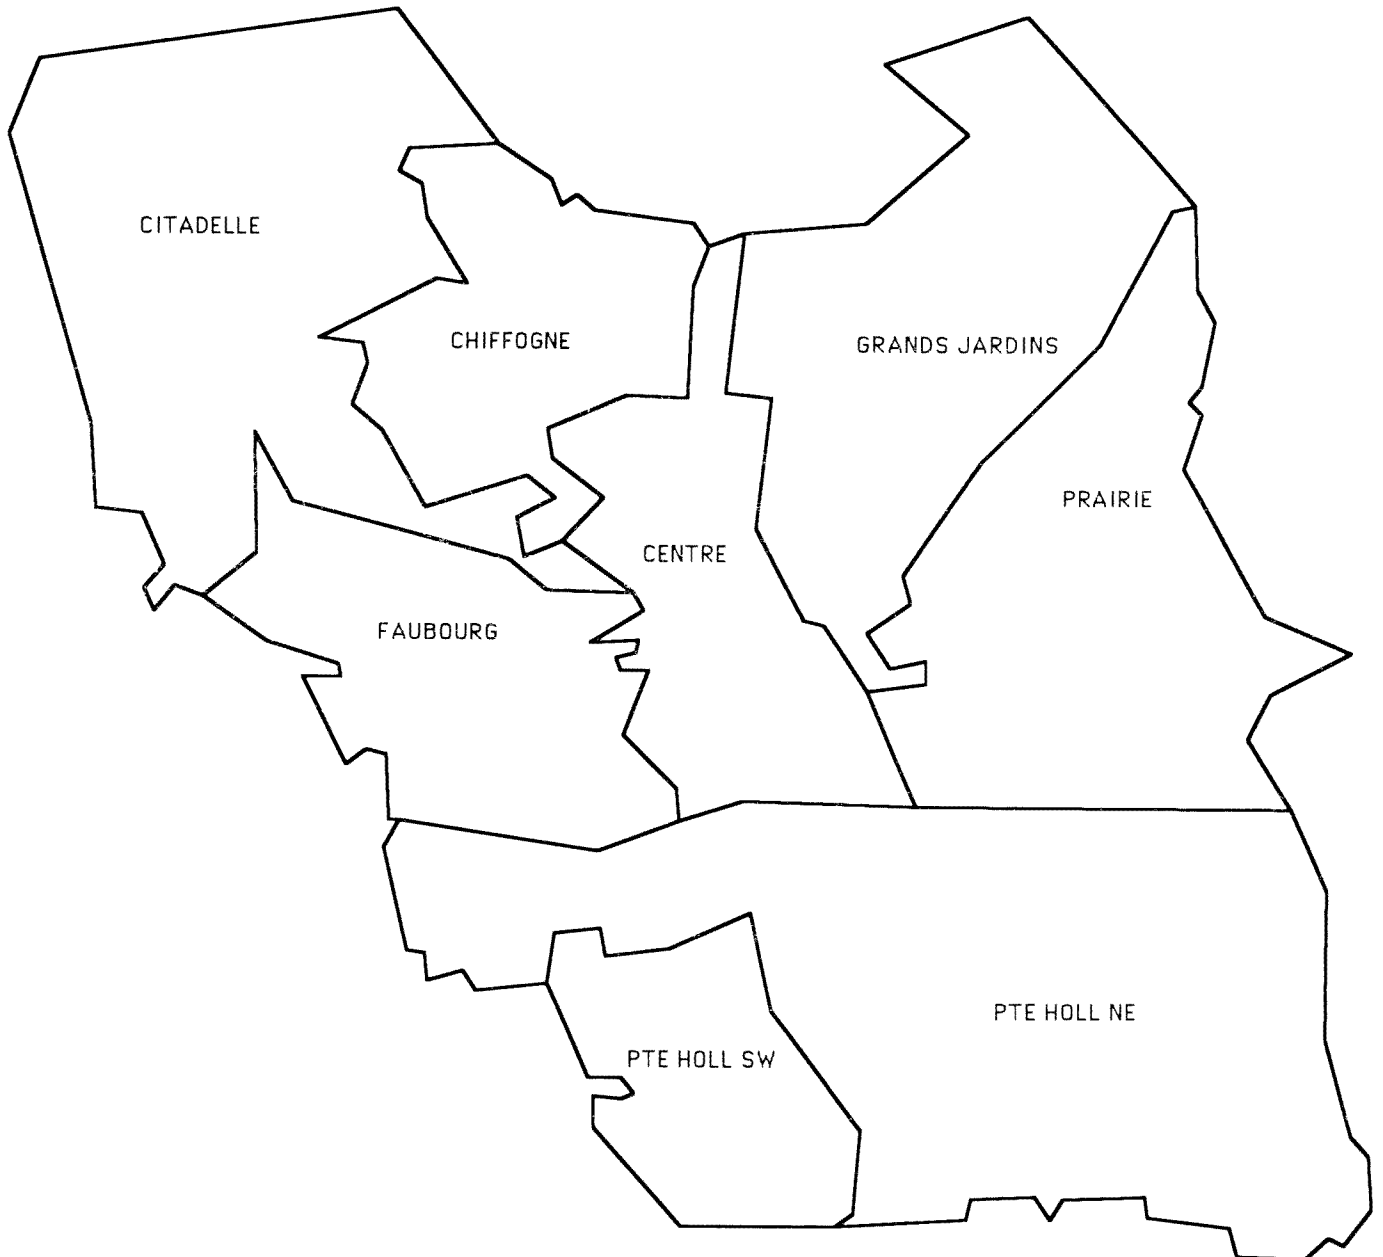 CITADELLE
CHIFFOGNE
GRANDS JARDINS
PRAIRIE
CENTRE
FAUBOURG
PTE HOLL NE
PTE HOLL SW